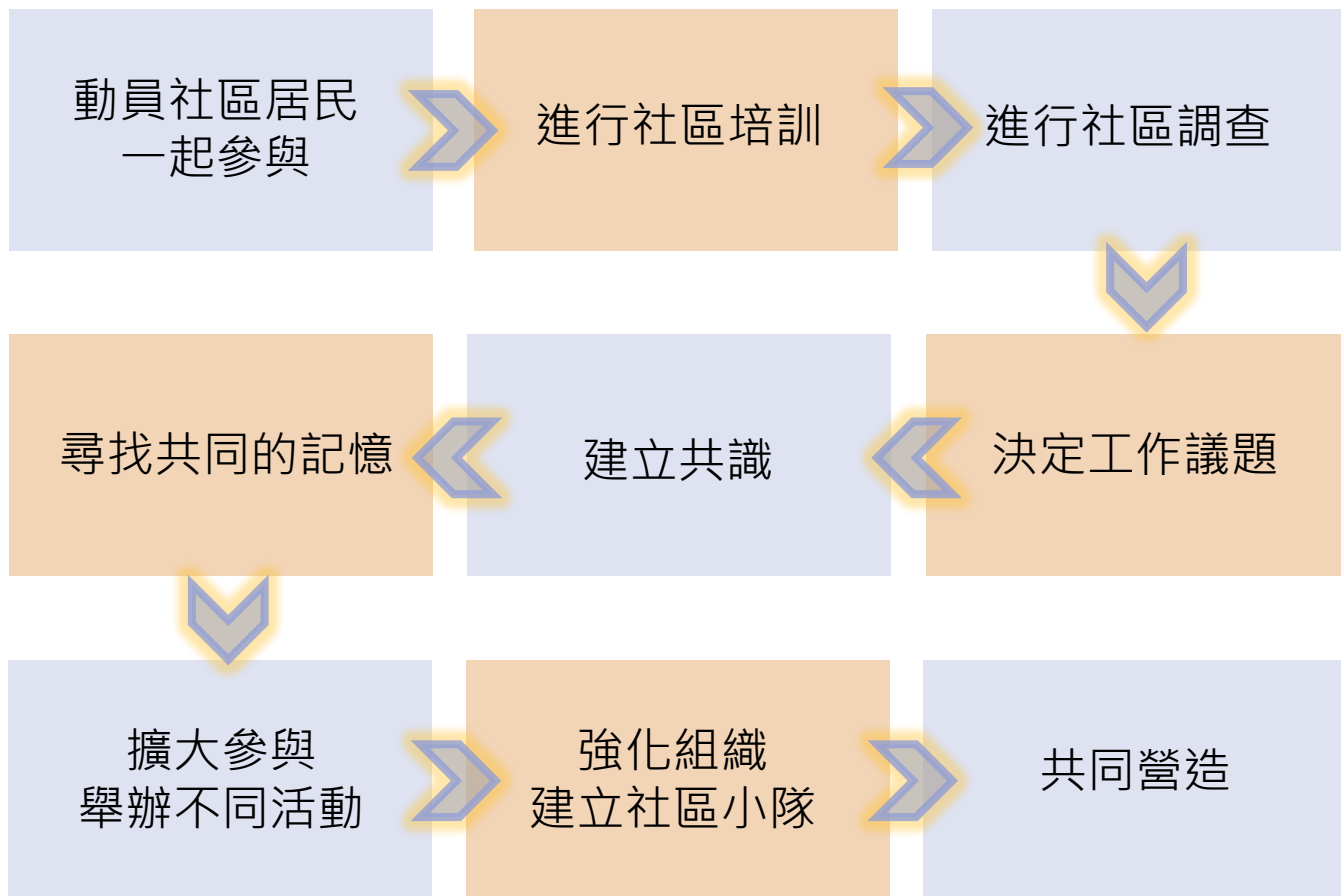 動員社區居民
一起參與
進行社區培訓
進行社區調查
決定工作議題
建立共識
尋找共同的記憶
擴大參與
舉辦不同活動
強化組織
建立社區小隊
共同營造